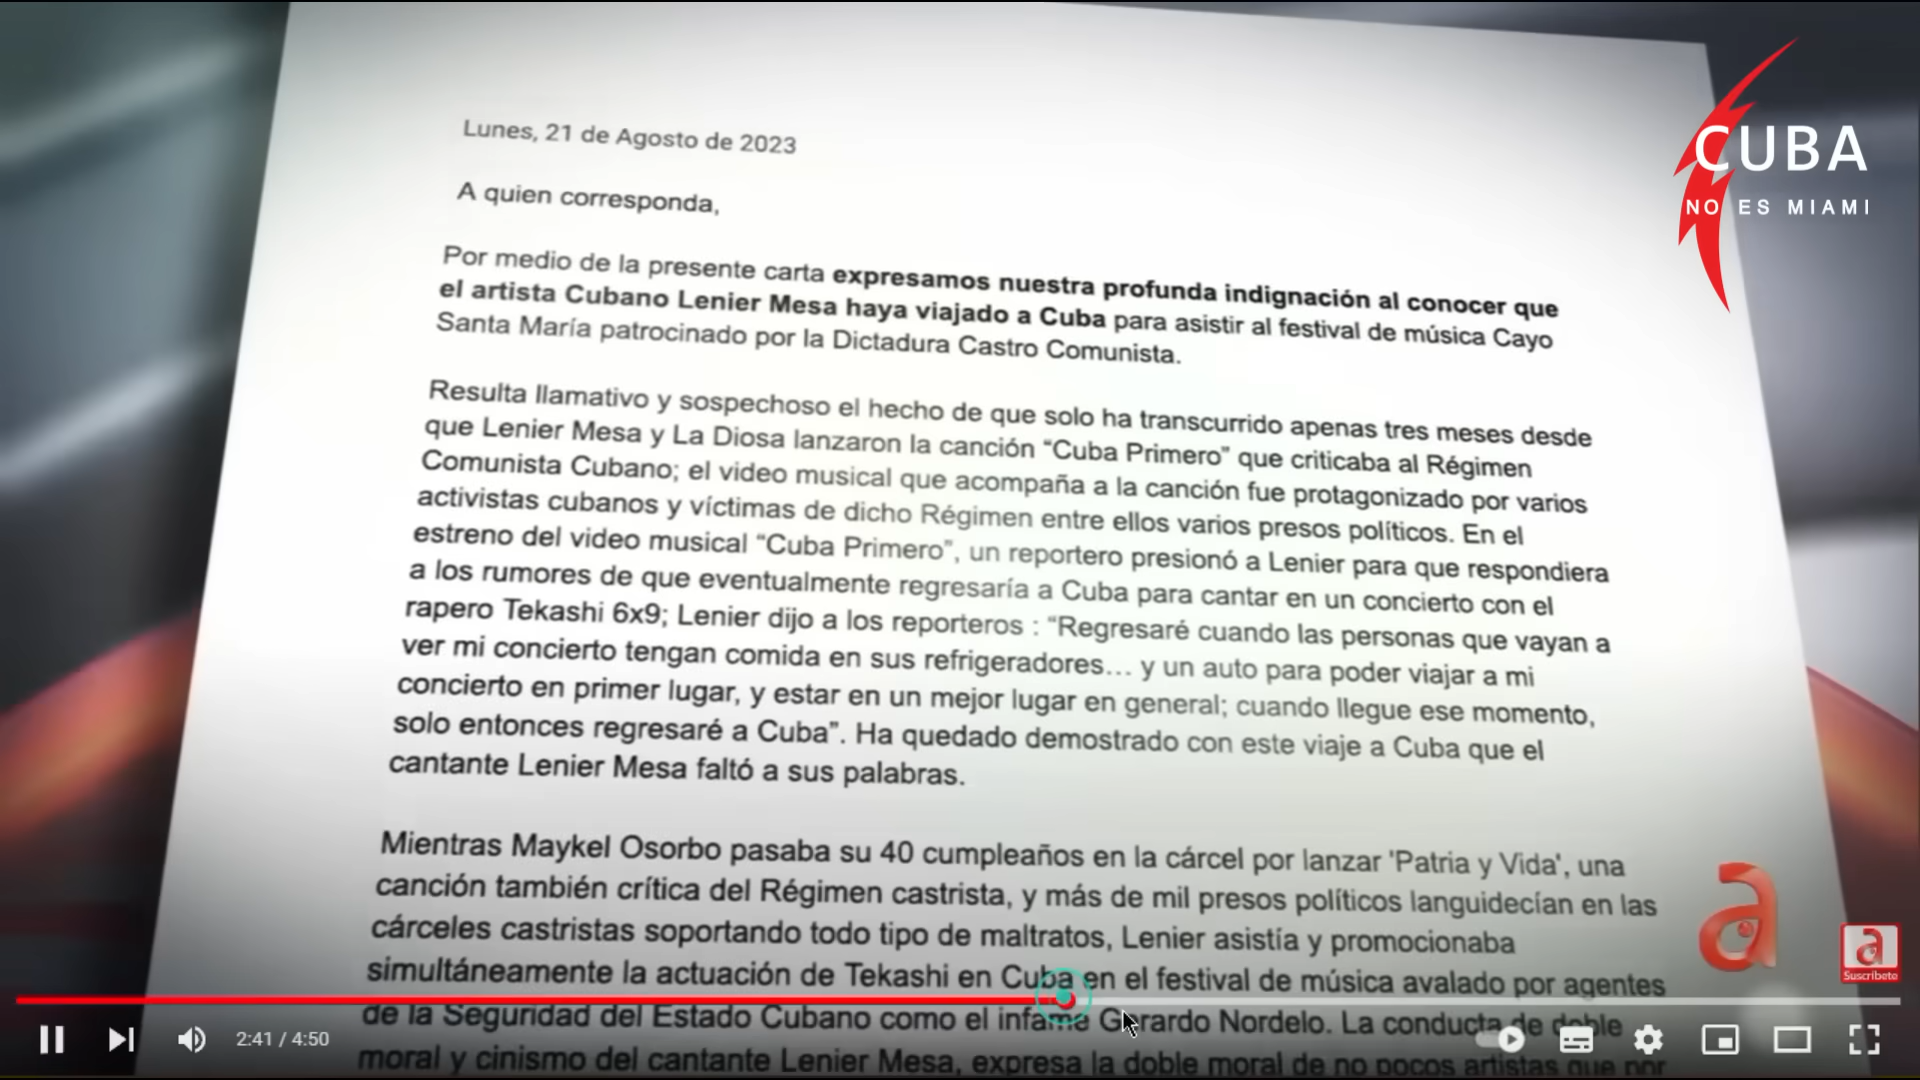 Lunes, 21 de Agosto de 2023
CUBA
NO ES MIAMI
A quien corresponda,
Por medio de la presente carta expresamos nuestra profunda indignación al conocer que
el artista Cubano Lenier Mesa haya viajado a Cuba para asistir al festival de música Cayo
Santa María patrocinado por la Dictadura Castro Comunista.
Resulta llamativo y sospechoso el hecho de que solo ha transcurrido apenas tres meses desde
que Lenier Mesa y La Diosa lanzaron la canción “Cuba Primero” que criticaba al Régimen
Comunista Cubano; el video musical que acompaña a la canción fue protagonizado por varios
activistas cubanos y víctimas de dicho Régimen entre ellos varios presos políticos. En el
estreno del video musical “Cuba Primero”, un reportero presionó a Lenier para que respondiera
a los rumores de que eventualmente regresaría a Cuba para cantar en un concierto con el
rapero Tekashi 6x9; Lenier dijo a los reporteros : “Regresaré cuando las personas que vayan a
ver mi concierto tengan comida en sus refrigeradores... y un auto para poder viajar a mi
concierto en primer lugar, y estar en un mejor lugar en general; cuando llegue ese momento,
solo entonces regresaré a Cuba”. Ha quedado demostrado con este viaje a Cuba que el
cantante Lenier Mesa faltó a sus palabras.
Mientras Maykel Osorbo pasaba su 40 cumpleaños en la cárcel por lanzar 'Patria y Vida', una
canción también crítica del Régimen castrista, y más de mil presos políticos languidecían en las
cárceles castristas soportando todo tipo de maltratos, Lenier asistía y promocionaba
simultáneamente la actuación de Tekashi en Cuba en el festival de música avalado por agentes
de la Seguridad del Estado Cubano como el infame Gerardo Nordelo. La conducta de doble
moral y cinismo del cantante Lenier Mesa, expresa la doble moral de no pocos artistas que por
a
a
Suscríbete
2:41 / 4:50